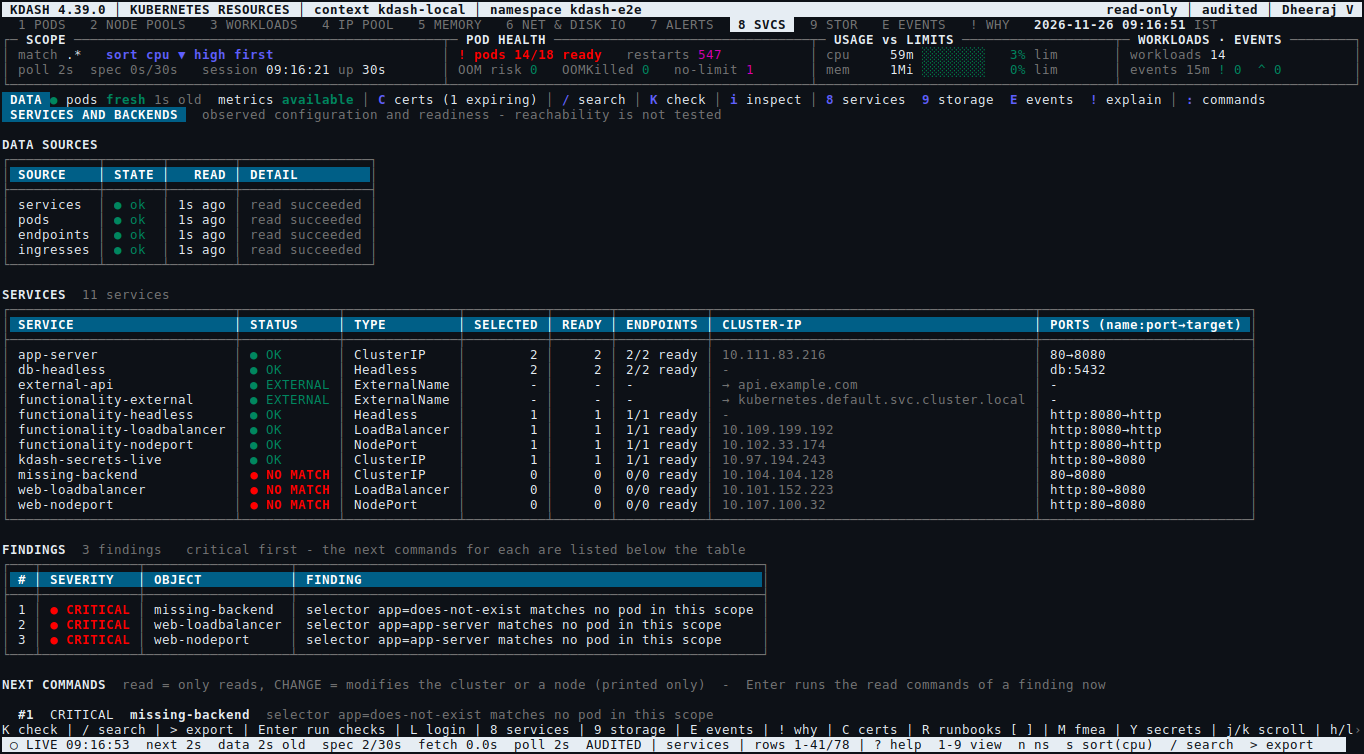 KDASH 4.39.0 │ KUBERNETES RESOURCES │ context kdash-local │ namespace kdash-e2e read-only │ audited │ Dheeraj V
1 PODS 2 NODE POOLS 3 WORKLOADS 4 IP POOL 5 MEMORY 6 NET & DISK IO 7 ALERTS 8 SVCS 9 STOR E EVENTS ! WHY 2026-11-26 09:16:51 IST
SCOPE POD HEALTH USAGE vs LIMITS WORKLOADS · EVENTS
match .* sort cpu ▼ high first ! pods 14/18 ready restarts 547 cpu 59m 3% lim workloads 14
poll 2s spec 0s/30s session 09:16:21 up 30s OOM risk 0 OOMKilled 0 no-limit 1 mem 1Mi 0% lim events 15m ! 0 ^ 0
DATA ● pods fresh 1s old metrics available │ C certs (1 expiring) │ / search │ K check │ i inspect │ 8 services 9 storage E events ! explain │ : commands
SERVICES AND BACKENDS observed configuration and readiness - reachability is not tested
DATA SOURCES
SOURCE │ STATE │ READ │ DETAIL
services │ ● ok │ 1s ago │ read succeeded
pods │ ● ok │ 1s ago │ read succeeded
endpoints │ ● ok │ 1s ago │ read succeeded
ingresses │ ● ok │ 1s ago │ read succeeded
SERVICES 11 services
SERVICE │ STATUS │ TYPE │ SELECTED │ READY │ ENDPOINTS │ CLUSTER-IP │ PORTS (name:port→target)
app-server │ ● OK │ ClusterIP │ 2 │ 2 │ 2/2 ready │ 10.111.83.216 │ 80→8080
db-headless │ ● OK │ Headless │ 2 │ 2 │ 2/2 ready │ - │ db:5432
external-api │ ● EXTERNAL │ ExternalName │ - │ - │ - │ → api.example.com │ -
functionality-external │ ● EXTERNAL │ ExternalName │ - │ - │ - │ → kubernetes.default.svc.cluster.local │ -
functionality-headless │ ● OK │ Headless │ 1 │ 1 │ 1/1 ready │ - │ http:8080→http
functionality-loadbalancer │ ● OK │ LoadBalancer │ 1 │ 1 │ 1/1 ready │ 10.109.199.192 │ http:8080→http
functionality-nodeport │ ● OK │ NodePort │ 1 │ 1 │ 1/1 ready │ 10.102.33.174 │ http:8080→http
kdash-secrets-live │ ● OK │ ClusterIP │ 1 │ 1 │ 1/1 ready │ 10.97.194.243 │ http:80→8080
missing-backend │ ● NO MATCH │ ClusterIP │ 0 │ 0 │ 0/0 ready │ 10.104.104.128 │ 80→8080
web-loadbalancer │ ● NO MATCH │ LoadBalancer │ 0 │ 0 │ 0/0 ready │ 10.101.152.223 │ http:80→8080
web-nodeport │ ● NO MATCH │ NodePort │ 0 │ 0 │ 0/0 ready │ 10.107.100.32 │ http:80→8080
FINDINGS 3 findings critical first - the next commands for each are listed below the table
# │ SEVERITY │ OBJECT │ FINDING
1 │ ● CRITICAL │ missing-backend │ selector app=does-not-exist matches no pod in this scope
2 │ ● CRITICAL │ web-loadbalancer │ selector app=app-server matches no pod in this scope
3 │ ● CRITICAL │ web-nodeport │ selector app=app-server matches no pod in this scope
NEXT COMMANDS read = only reads, CHANGE = modifies the cluster or a node (printed only) - Enter runs the read commands of a finding now
#1 CRITICAL missing-backend selector app=does-not-exist matches no pod in this scope
K check | / search | > export | Enter run checks | L login | 8 services | 9 storage | E events | ! why | C certs | R runbooks [ ] | M fmea | Y secrets | j/k scroll | h/l›
○ LIVE 09:16:53 next 2s data 2s old spec 2/30s fetch 0.0s poll 2s AUDITED | services | rows 1-41/78 | ? help 1-9 view n ns s sort(cpu) / search > export